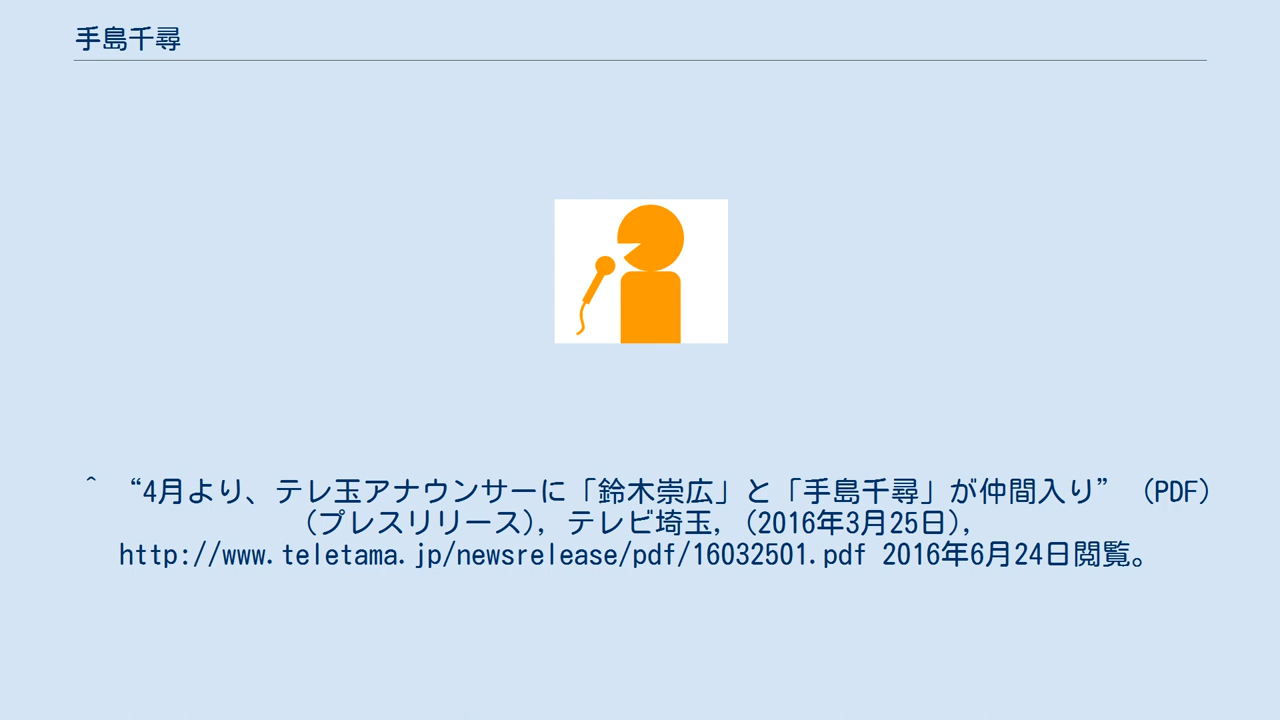 手島千尋
^ “4月より、テレ玉アナウンサーに「鈴木崇広」と「手島千尋」が仲間入り” (PDF)
(プレスリリース), テレビ埼玉, (2016年3月25日),
http://www.teletama.jp/newsrelease/pdf/16032501.pdf 2016年6月24日閲覧。